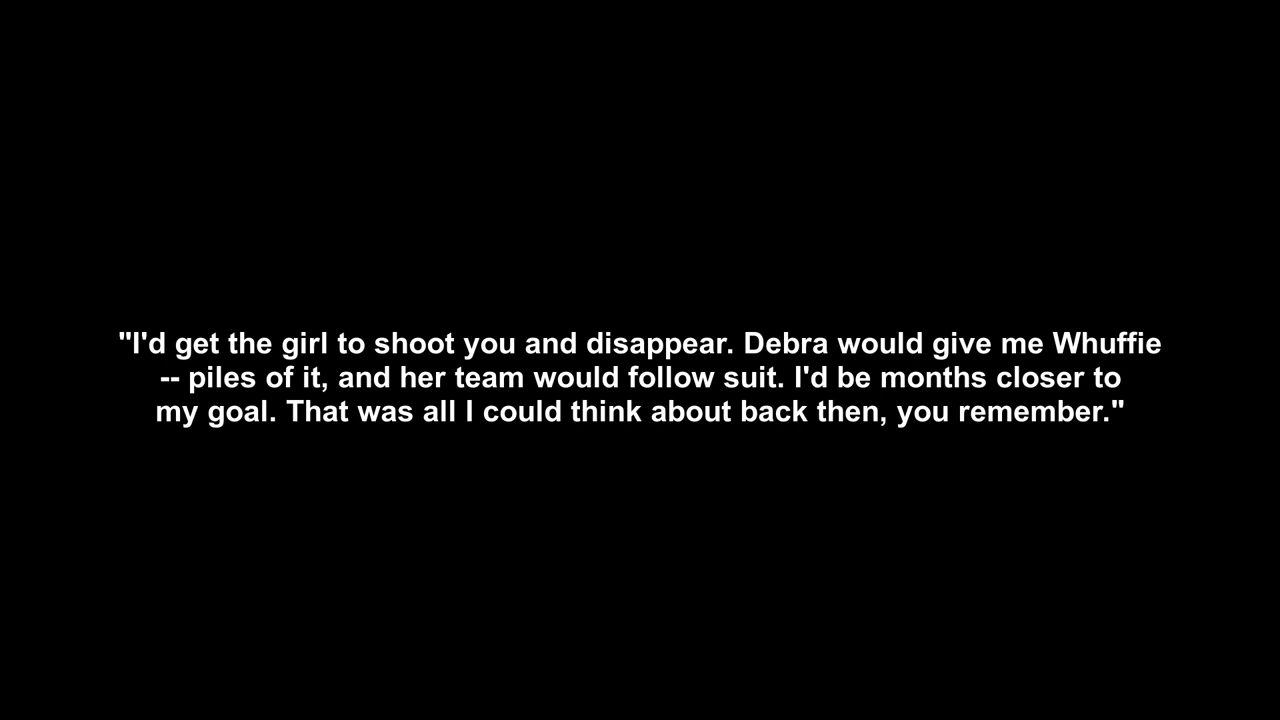 "I'd get the girl to shoot you and disappear. Debra would give me Whuffie
-- piles of it, and her team would follow suit. I'd be months closer to
my goal. That was all I could think about back then, you remember."